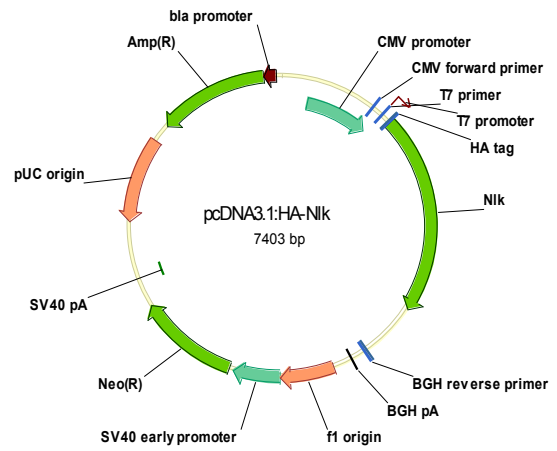 bla promoter
Amp(R)
CMV promoter
CMV forward primer
T7 primer
T7 promoter
HA tag
pUC origin
Nlk
pcDNA3.1:HA-Nlk
7403 bp
SV40 pA
Neo(R)
BGH reverse primer
BGH pA
SV40 early promoter
f1 origin